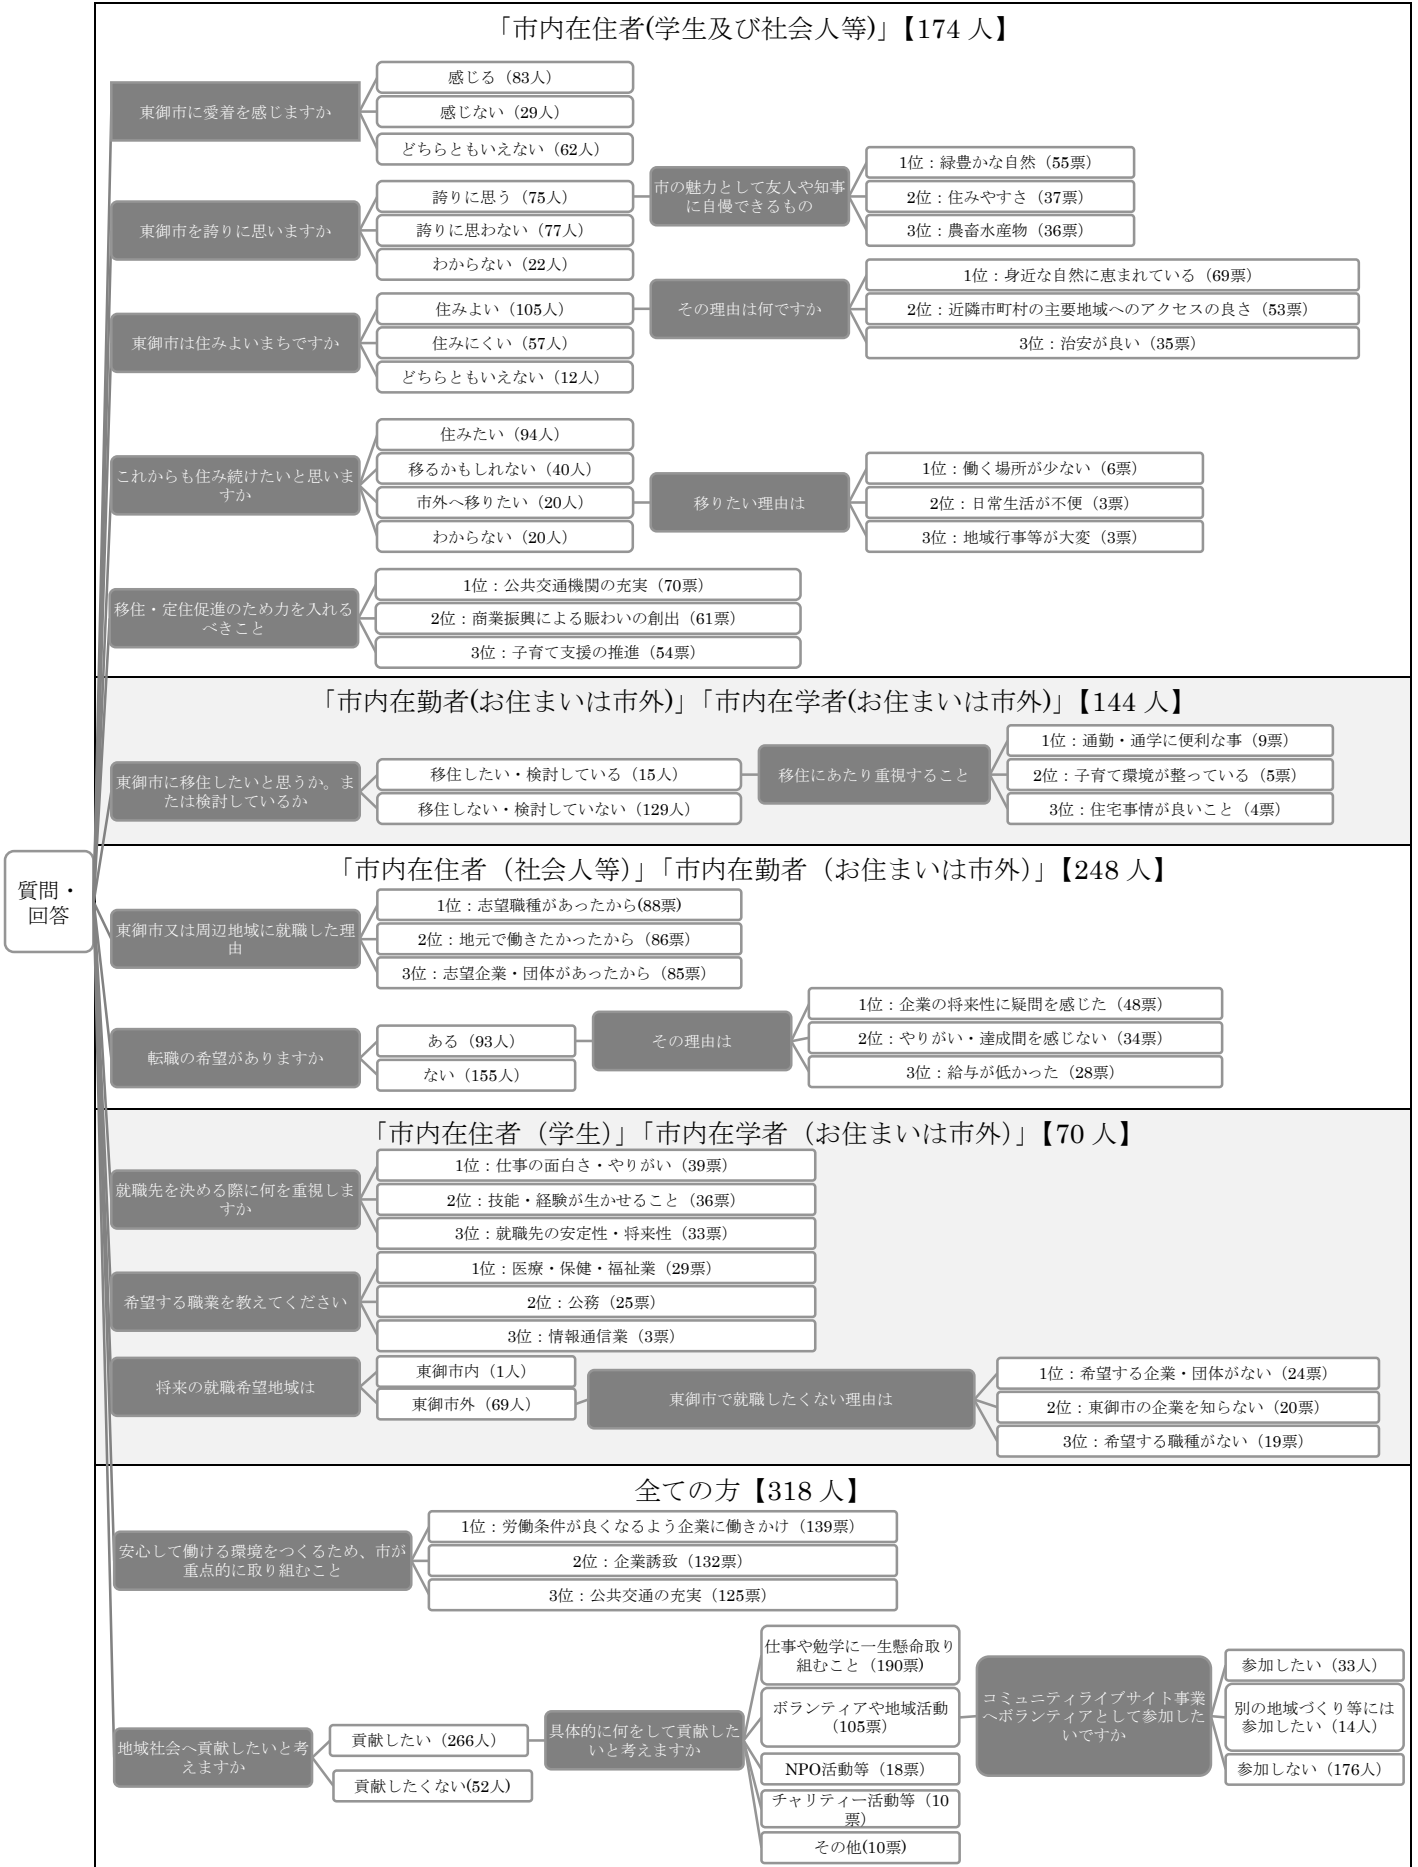 「市内在住者(学生及び社会人等)」【174 人】
東御市に愛着を感じますか
感じる（83人）
感じない（29人）
どちらともいえない（62人）
東御市を誇りに思いますか
誇りに思う（75人）
誇りに思わない（77人）
わからない（22人）
市の魅力として友人や知事
に自慢できるもの
1位：緑豊かな自然（55票）
2位：住みやすさ（37票）
3位：農畜水産物（36票）
東御市は住みよいまちですか
住みよい（105人）
住みにくい（57人）
どちらともいえない（12人）
その理由は何ですか
1位：身近な自然に恵まれている（69票）
2位：近隣市町村の主要地域へのアクセスの良さ（53票）
3位：治安が良い（35票）
これからも住み続けたいと思いま
すか
住みたい（94人）
移るかもしれない（40人）
市外へ移りたい（20人）
わからない（20人）
移りたい理由は
1位：働く場所が少ない（6票）
2位：日常生活が不便（3票）
3位：地域行事等が大変（3票）
移住・定住促進のため力を入れる
べきこと
1位：公共交通機関の充実（70票）
2位：商業振興による賑わいの創出（61票）
3位：子育て支援の推進（54票）
「市内在勤者(お住まいは市外)」「市内在学者(お住まいは市外)」【144 人】
東御市に移住したいと思うか。ま
たは検討しているか
移住したい・検討している（15人）
移住しない・検討していない（129人）
移住にあたり重視すること
1位：通勤・通学に便利な事（9票）
2位：子育て環境が整っている（5票）
3位：住宅事情が良いこと（4票）
質問・
回答
「市内在住者（社会人等）」「市内在勤者（お住まいは市外）」【248 人】
東御市又は周辺地域に就職した理
由
1位：志望職種があったから(88票)
2位：地元で働きたかったから（86票）
3位：志望企業・団体があったから（85票）
転職の希望がありますか
ある（93人）
ない（155人）
その理由は
1位：企業の将来性に疑問を感じた（48票）
2位：やりがい・達成間を感じない（34票）
3位：給与が低かった（28票）
「市内在住者（学生）」「市内在学者（お住まいは市外）」【70 人】
就職先を決める際に何を重視しま
すか
1位：仕事の面白さ・やりがい（39票）
2位：技能・経験が生かせること（36票）
3位：就職先の安定性・将来性（33票）
希望する職業を教えてください
1位：医療・保健・福祉業（29票）
2位：公務（25票）
3位：情報通信業（3票）
将来の就職希望地域は
東御市内（1人）
東御市外（69人）
東御市で就職したくない理由は
1位：希望する企業・団体がない（24票）
2位：東御市の企業を知らない（20票）
3位：希望する職種がない（19票）
全ての方【318 人】
安心して働ける環境をつくるため、市が
重点的に取り組むこと
1位：労働条件が良くなるよう企業に働きかけ（139票）
2位：企業誘致（132票）
3位：公共交通の充実（125票）
地域社会へ貢献したいと考
えますか
貢献したい（266人）
貢献したくない(52人)
具体的に何をして貢献した
いと考えますか
仕事や勉学に一生懸命取り
組むこと（190票)
ボランティアや地域活動
（105票）
NPO活動等（18票）
チャリティー活動等（10
票）
その他(10票)
コミュニティライブサイト事業
へボランティアとして参加した
いですか
参加したい（33人）
別の地域づくり等には
参加したい（14人）
参加しない（176人）